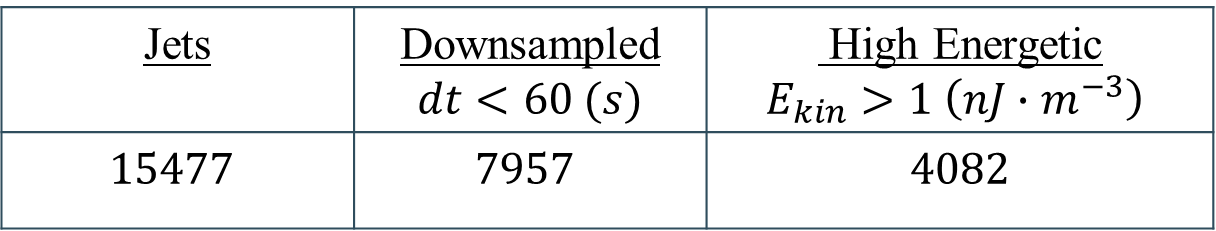 Jets
Downsampled
dt < 60 (s)
High Energetic
E_kin > 1 (nJ · m⁻³)
15477
7957
4082